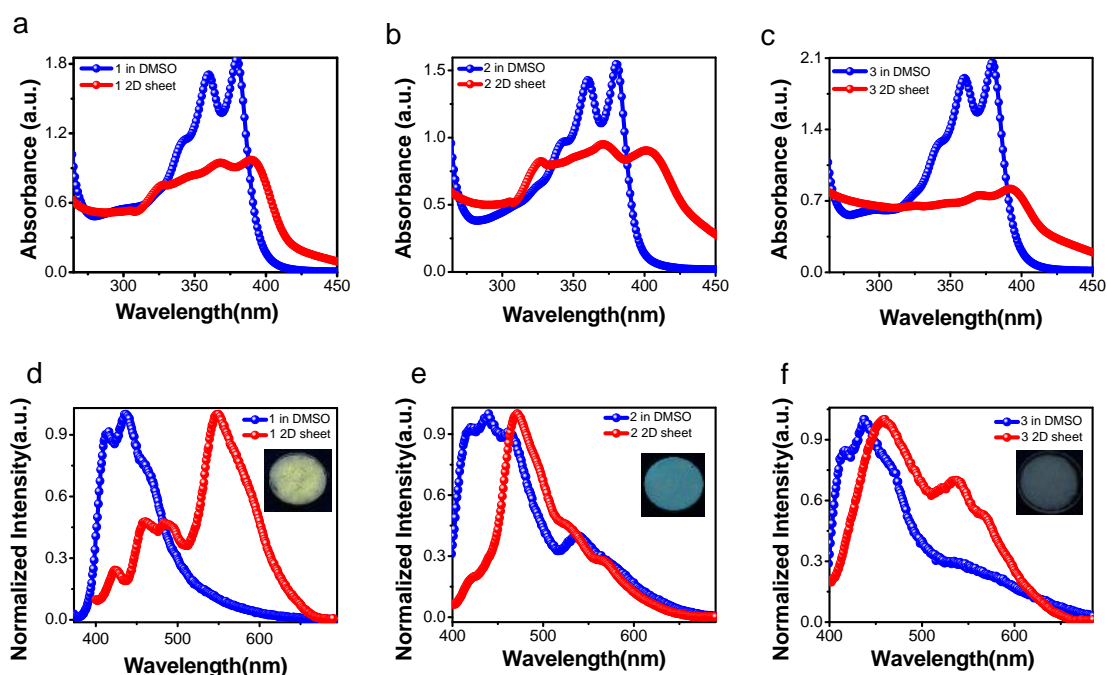 a
b
c
1.8
1.2
0.6
0.0
Absorbance (a.u.)
1 in DMSO
1 2D sheet
300
350
400
450
Wavelength(nm)
1.5
1.0
0.5
0.0
Absorbance (a.u.)
2 in DMSO
2 2D sheet
300
350
400
450
Wavelength(nm)
2.1
1.4
0.7
0.0
Absorbance (a.u.)
3 in DMSO
3 2D sheet
300
350
400
450
Wavelength(nm)
d
e
f
0.9
0.6
0.3
0.0
Normalized Intensity(a.u.)
1 in DMSO
1 2D sheet
400
500
600
Wavelength(nm)
0.9
0.6
0.3
0.0
Normalized Intensity(a.u.)
2 in DMSO
2 2D sheet
400
500
600
Wavelength(nm)
0.9
0.6
0.3
0.0
Normalized Intensity(a.u.)
3 in DMSO
3 2D sheet
400
500
600
Wavelength(nm)